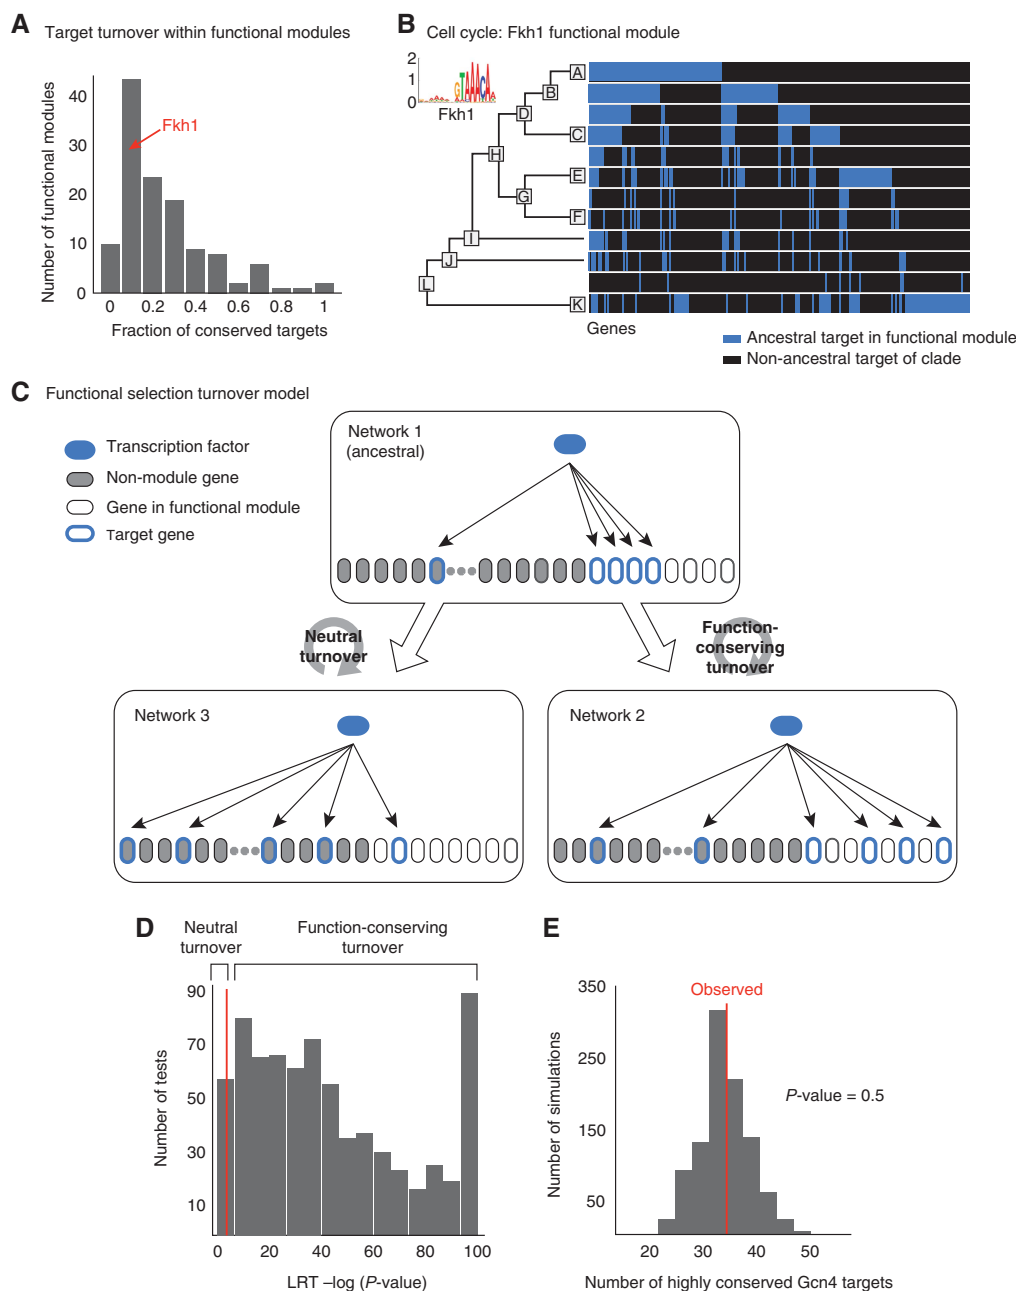 A Target turnover within functional modules
Number of functional modules
40
30
20
10
0
Fkh1
0 0.2 0.4 0.6 0.8 1
Fraction of conserved targets
B Cell cycle: Fkh1 functional module
2
1
0
GTAAACAA
Fkh1
A
B
D
C
H
E
G
F
I
J
L
K
Genes
Ancestral target in functional module
Non-ancestral target of clade
C Functional selection turnover model
Transcription factor
Non-module gene
Gene in functional module
Target gene
Network 1
(ancestral)
Neutral
turnover
Function-
conserving
turnover
Network 3
Network 2
D
Neutral
turnover
Function-conserving
turnover
Number of tests
90
70
50
30
10
0 20 40 60 80 100
LRT –log (P-value)
E
Number of simulations
350
250
150
50
Observed
P-value = 0.5
20 30 40 50
Number of highly conserved Gcn4 targets